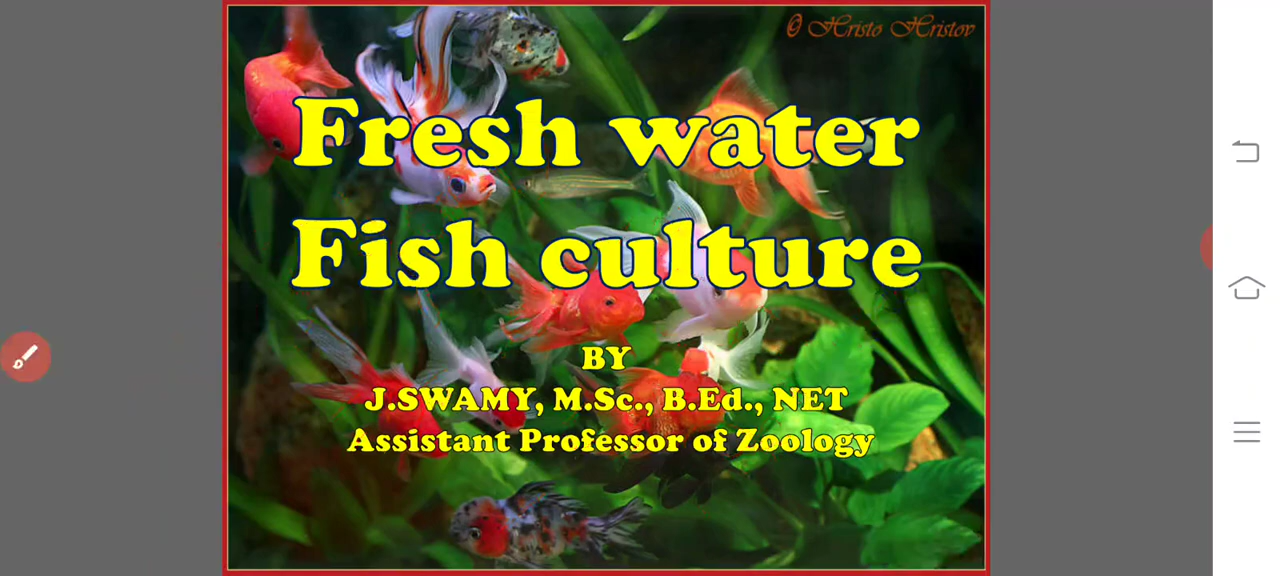 © Hristo Hristov
Fresh water
Fish culture
BY
J.SWAMY, M.Sc., B.Ed., NET
Assistant Professor of Zoology